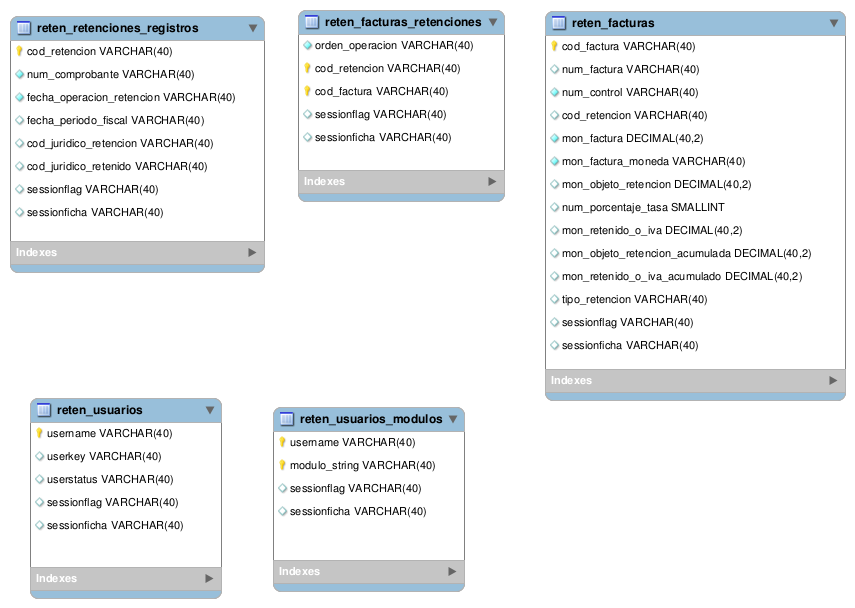 reten_retenciones_registros
cod_retencion VARCHAR(40)
num_comprobante VARCHAR(40)
fecha_operacion_retencion VARCHAR(40)
fecha_periodo_fiscal VARCHAR(40)
cod_juridico_retencion VARCHAR(40)
cod_juridico_retenido VARCHAR(40)
sessionflag VARCHAR(40)
sessionficha VARCHAR(40)
Indexes
reten_facturas_retenciones
orden_operacion VARCHAR(40)
cod_retencion VARCHAR(40)
cod_factura VARCHAR(40)
sessionflag VARCHAR(40)
sessionficha VARCHAR(40)
Indexes
reten_facturas
cod_factura VARCHAR(40)
num_factura VARCHAR(40)
num_control VARCHAR(40)
cod_retencion VARCHAR(40)
mon_factura DECIMAL(40,2)
mon_factura_moneda VARCHAR(40)
mon_objeto_retencion DECIMAL(40,2)
num_porcentaje_tasa SMALLINT
mon_retenido_o_iva DECIMAL(40,2)
mon_objeto_retencion_acumulada DECIMAL(40,2)
mon_retenido_o_iva_acumulado DECIMAL(40,2)
tipo_retencion VARCHAR(40)
sessionflag VARCHAR(40)
sessionficha VARCHAR(40)
Indexes
reten_usuarios
username VARCHAR(40)
userkey VARCHAR(40)
userstatus VARCHAR(40)
sessionflag VARCHAR(40)
sessionficha VARCHAR(40)
Indexes
reten_usuarios_modulos
username VARCHAR(40)
modulo_string VARCHAR(40)
sessionflag VARCHAR(40)
sessionficha VARCHAR(40)
Indexes